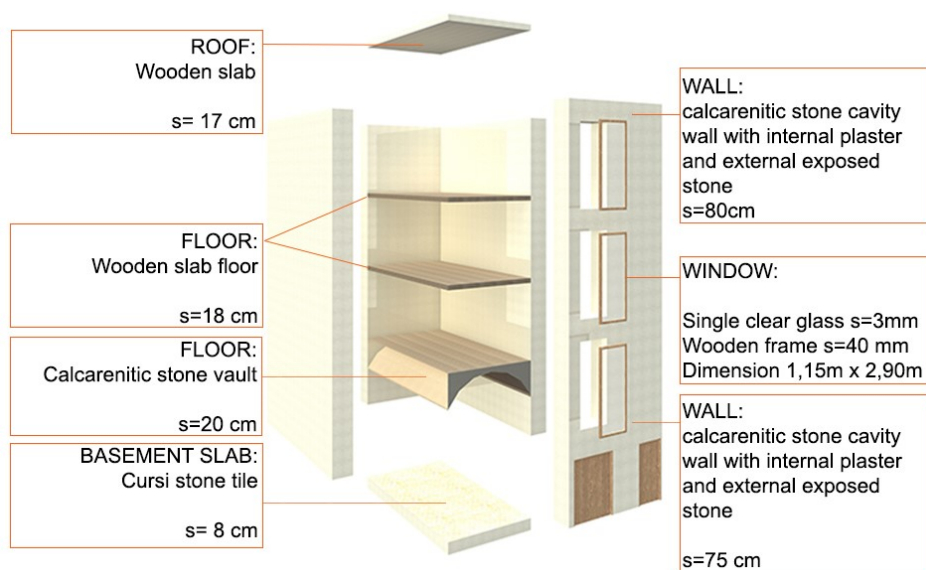 ROOF:
Wooden slab
s= 17 cm
FLOOR:
Wooden slab floor
s=18 cm
FLOOR:
Calcarenitic stone vault
s=20 cm
BASEMENT SLAB:
Cursi stone tile
s= 8 cm
WALL:
calcarenitic stone cavity
wall with internal plaster
and external exposed
stone
s=80cm
WINDOW:
Single clear glass s=3mm
Wooden frame s=40 mm
Dimension 1,15m x 2,90m
WALL:
calcarenitic stone cavity
wall with internal plaster
and external exposed
stone
s=75 cm